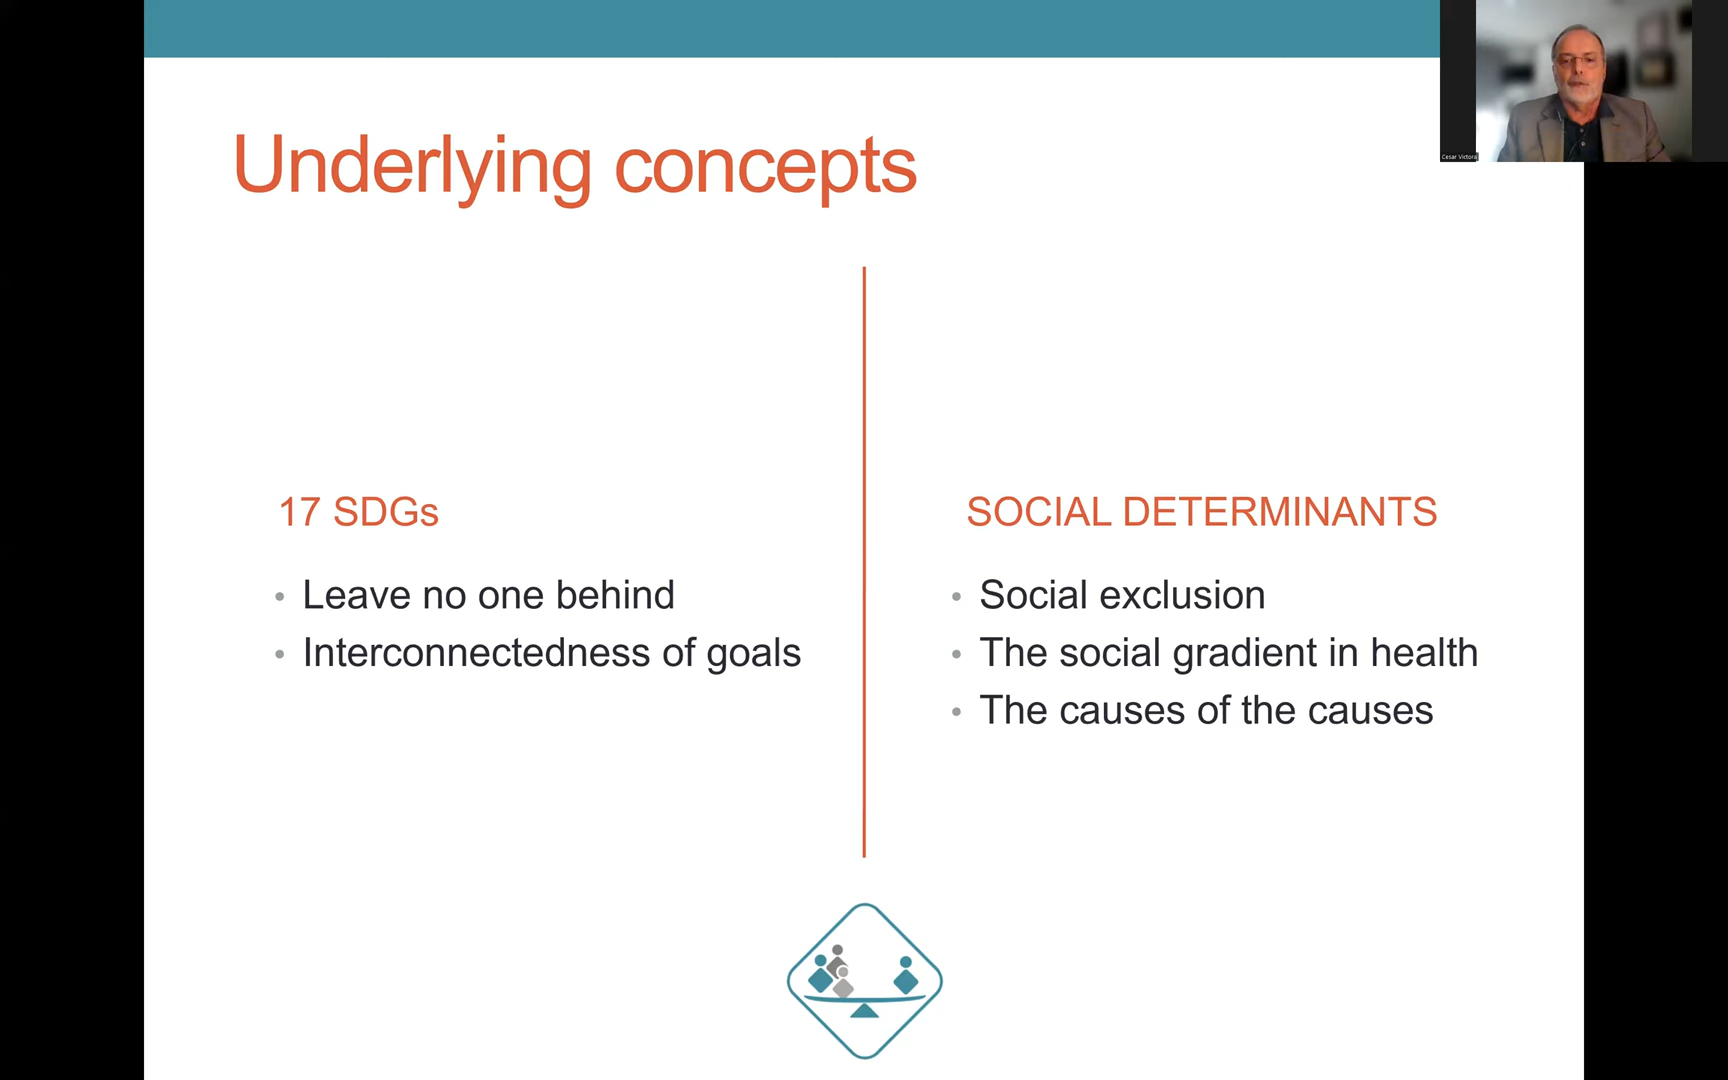 Underlying concepts
Cesar Victora
17 SDGs
Leave no one behind
Interconnectedness of goals
SOCIAL DETERMINANTS
Social exclusion
The social gradient in health
The causes of the causes